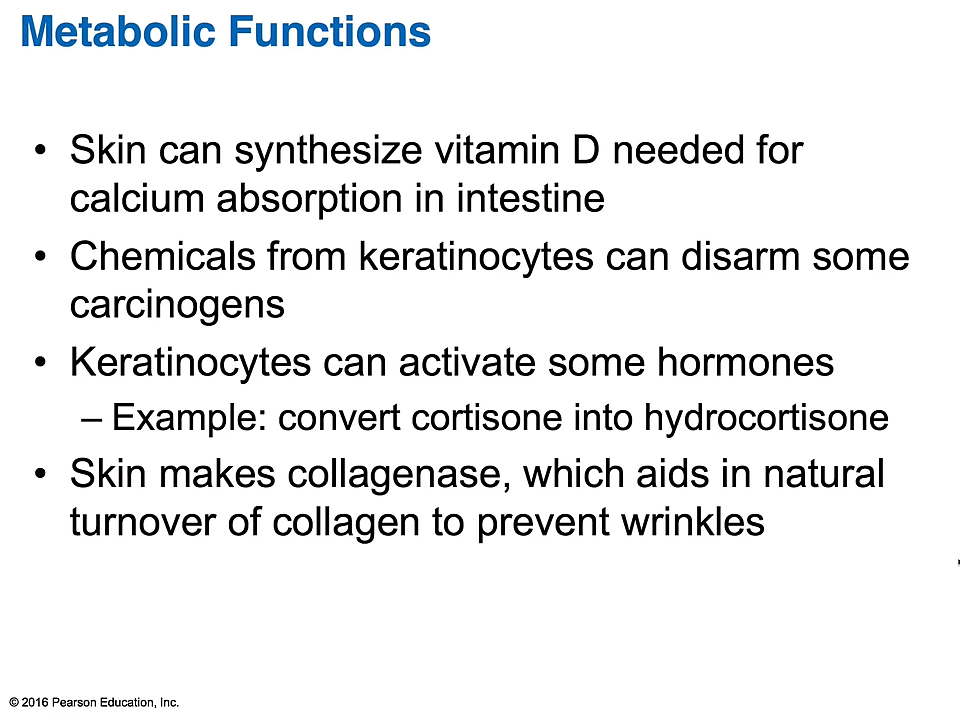 Metabolic Functions
• Skin can synthesize vitamin D needed for
calcium absorption in intestine
• Chemicals from keratinocytes can disarm some
carcinogens
• Keratinocytes can activate some hormones
– Example: convert cortisone into hydrocortisone
• Skin makes collagenase, which aids in natural
turnover of collagen to prevent wrinkles
© 2016 Pearson Education, Inc.